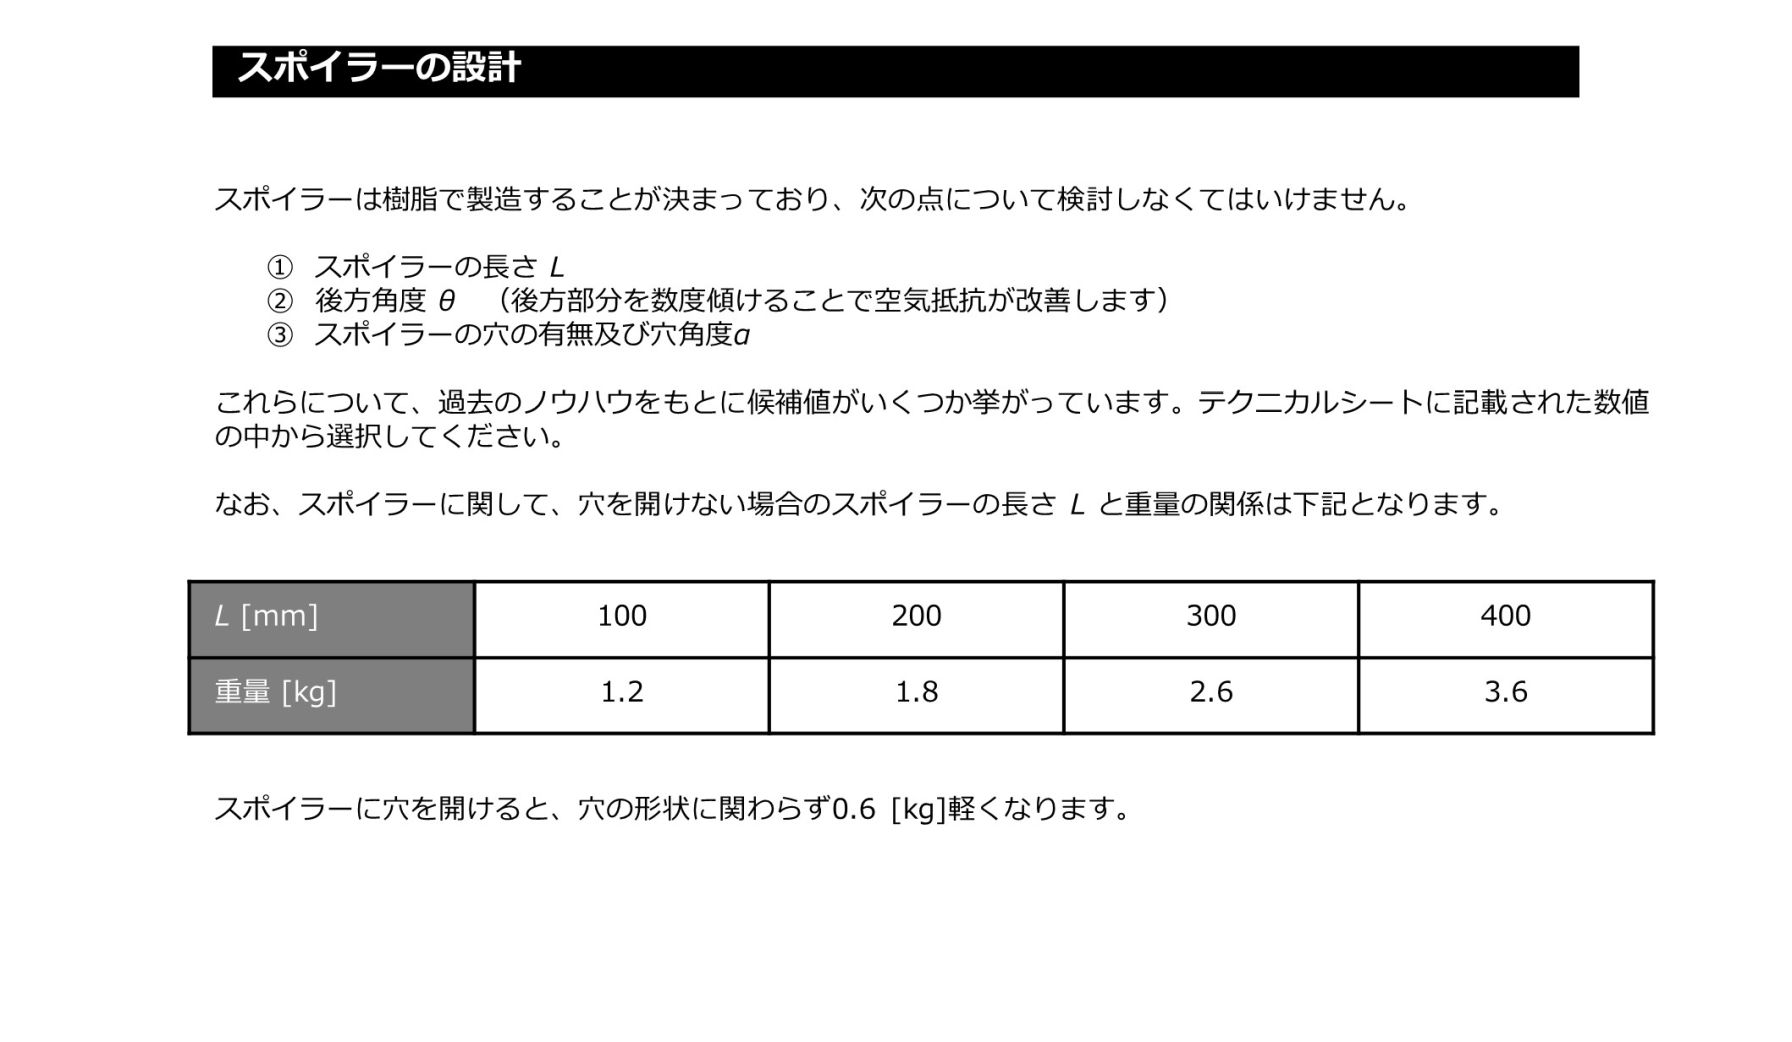 スポイラーの設計
スポイラーは樹脂で製造することが決まっており、次の点について検討しなくてはいけません。
① スポイラーの長さ L
② 後方角度 θ （後方部分を数度傾けることで空気抵抗が改善します）
③ スポイラーの穴の有無及び穴角度α
これらについて、過去のノウハウをもとに候補値がいくつか挙がっています。テクニカルシートに記載された数値
の中から選択してください。
なお、スポイラーに関して、穴を開けない場合のスポイラーの長さ L と重量の関係は下記となります。
L [mm] 100 200 300 400
重量 [kg] 1.2 1.8 2.6 3.6
スポイラーに穴を開けると、穴の形状に関わらず0.6 [kg]軽くなります。